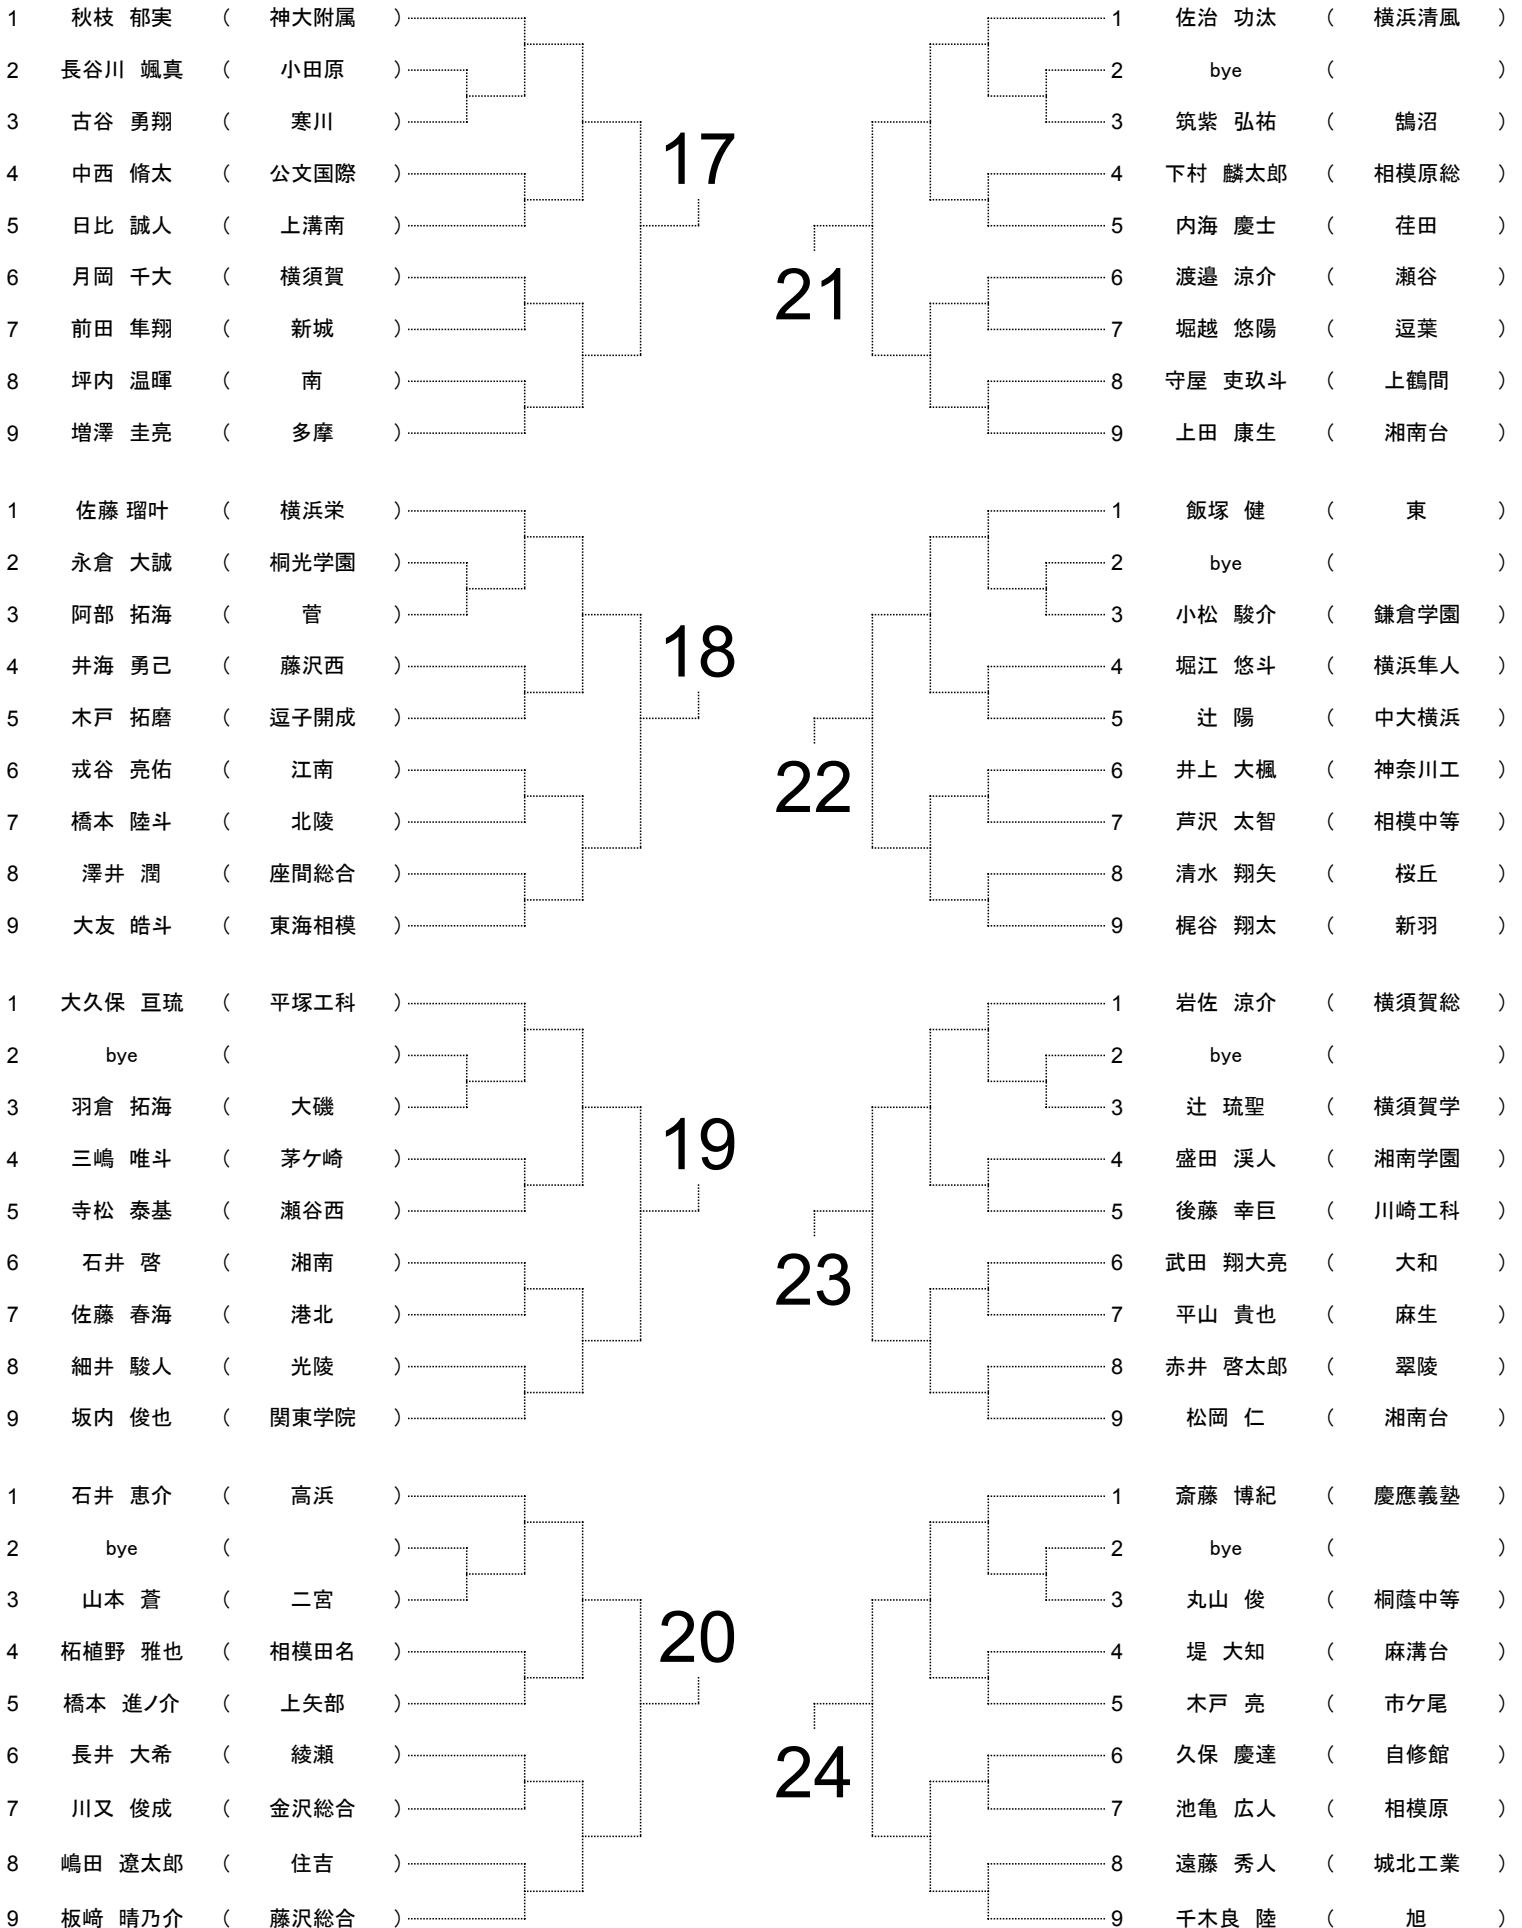 1 秋枝 郁実 ( 神大附属 )
2 長谷川 颯真 ( 小田原 )
3 古谷 勇翔 ( 寒川 )
4 中西 脩太 ( 公文国際 )
5 日比 誠人 ( 上溝南 )
6 月岡 千大 ( 横須賀 )
7 前田 隼翔 ( 新城 )
8 坪内 温暉 ( 南 )
9 増澤 圭亮 ( 多摩 )
17
1 佐藤 瑠叶 ( 横浜栄 )
2 永倉 大誠 ( 桐光学園 )
3 阿部 拓海 ( 菅 )
4 井海 勇己 ( 藤沢西 )
5 木戸 拓磨 ( 逗子開成 )
6 戎谷 亮佑 ( 江南 )
7 橋本 陸斗 ( 北陵 )
8 澤井 潤 ( 座間総合 )
9 大友 皓斗 ( 東海相模 )
18
1 大久保 亘琉 ( 平塚工科 )
2 bye ( )
3 羽倉 拓海 ( 大磯 )
4 三嶋 唯斗 ( 茅ケ崎 )
5 寺松 泰基 ( 瀬谷西 )
6 石井 啓 ( 湘南 )
7 佐藤 春海 ( 港北 )
8 細井 駿人 ( 光陵 )
9 坂内 俊也 ( 関東学院 )
19
1 石井 恵介 ( 高浜 )
2 bye ( )
3 山本 蒼 ( 二宮 )
4 柘植野 雅也 ( 相模田名 )
5 橋本 進ノ介 ( 上矢部 )
6 長井 大希 ( 綾瀬 )
7 川又 俊成 ( 金沢総合 )
8 嶋田 遼太郎 ( 住吉 )
9 板﨑 晴乃介 ( 藤沢総合 )
20
1 佐治 功汰 ( 横浜清風 )
2 bye ( )
3 筑紫 弘祐 ( 鵠沼 )
4 下村 麟太郎 ( 相模原総 )
5 内海 慶士 ( 荏田 )
6 渡邉 涼介 ( 瀬谷 )
7 堀越 悠陽 ( 逗葉 )
8 守屋 吏玖斗 ( 上鶴間 )
9 上田 康生 ( 湘南台 )
21
1 飯塚 健 ( 東 )
2 bye ( )
3 小松 駿介 ( 鎌倉学園 )
4 堀江 悠斗 ( 横浜隼人 )
5 辻 陽 ( 中大横浜 )
6 井上 大楓 ( 神奈川工 )
7 芦沢 太智 ( 相模中等 )
8 清水 翔矢 ( 桜丘 )
9 梶谷 翔太 ( 新羽 )
22
1 岩佐 涼介 ( 横須賀総 )
2 bye ( )
3 辻 琉聖 ( 横須賀学 )
4 盛田 渓人 ( 湘南学園 )
5 後藤 幸巨 ( 川崎工科 )
6 武田 翔大亮 ( 大和 )
7 平山 貴也 ( 麻生 )
8 赤井 啓太郎 ( 翠陵 )
9 松岡 仁 ( 湘南台 )
23
1 斎藤 博紀 ( 慶應義塾 )
2 bye ( )
3 丸山 俊 ( 桐蔭中等 )
4 堤 大知 ( 麻溝台 )
5 木戸 亮 ( 市ケ尾 )
6 久保 慶達 ( 自修館 )
7 池亀 広人 ( 相模原 )
8 遠藤 秀人 ( 城北工業 )
9 千木良 陸 ( 旭 )
24